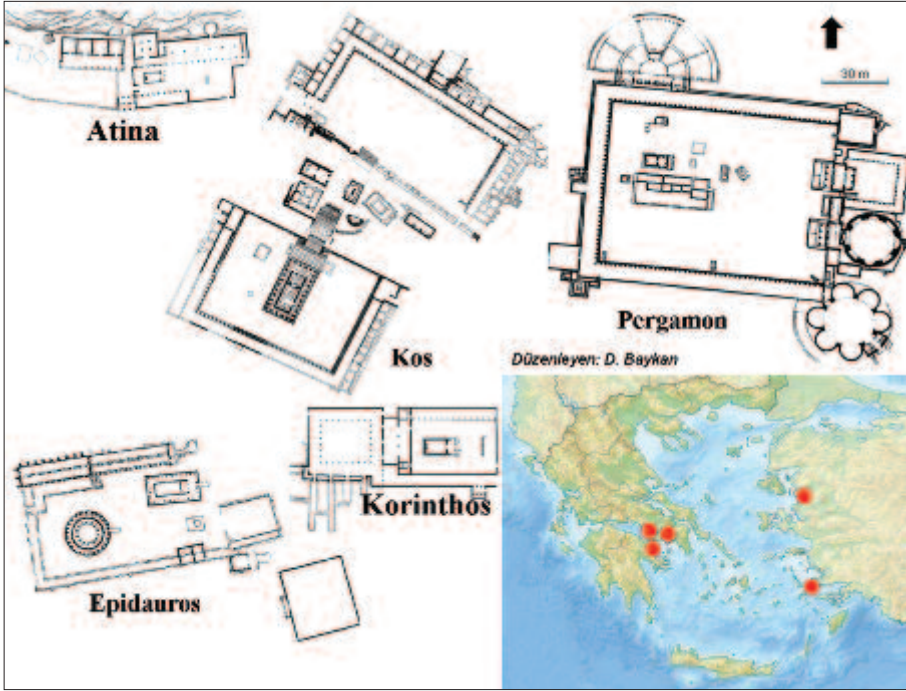 Atina
30 m
Pergamon
Kos
Düzenleyen: D. Baykan
Korinthos
Epidauros